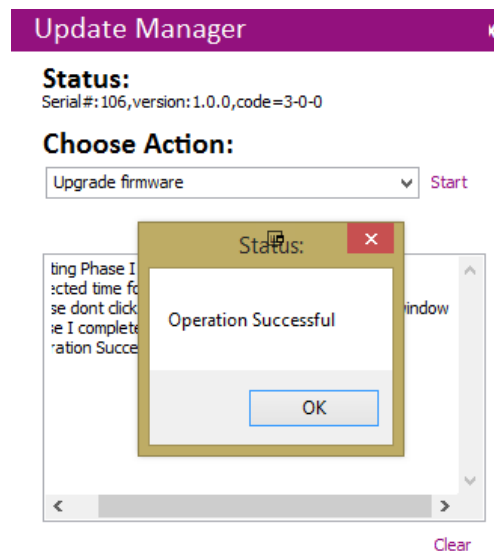 Update Manager
Status:
Serial#:106,version:1.0.0,code=3-0-0
Choose Action:
Upgrade firmware
Start
Status:
Operation Successful
OK
ting Phase I
ected time fo
se dont click
indow
se I complete
ration Succe
Clear